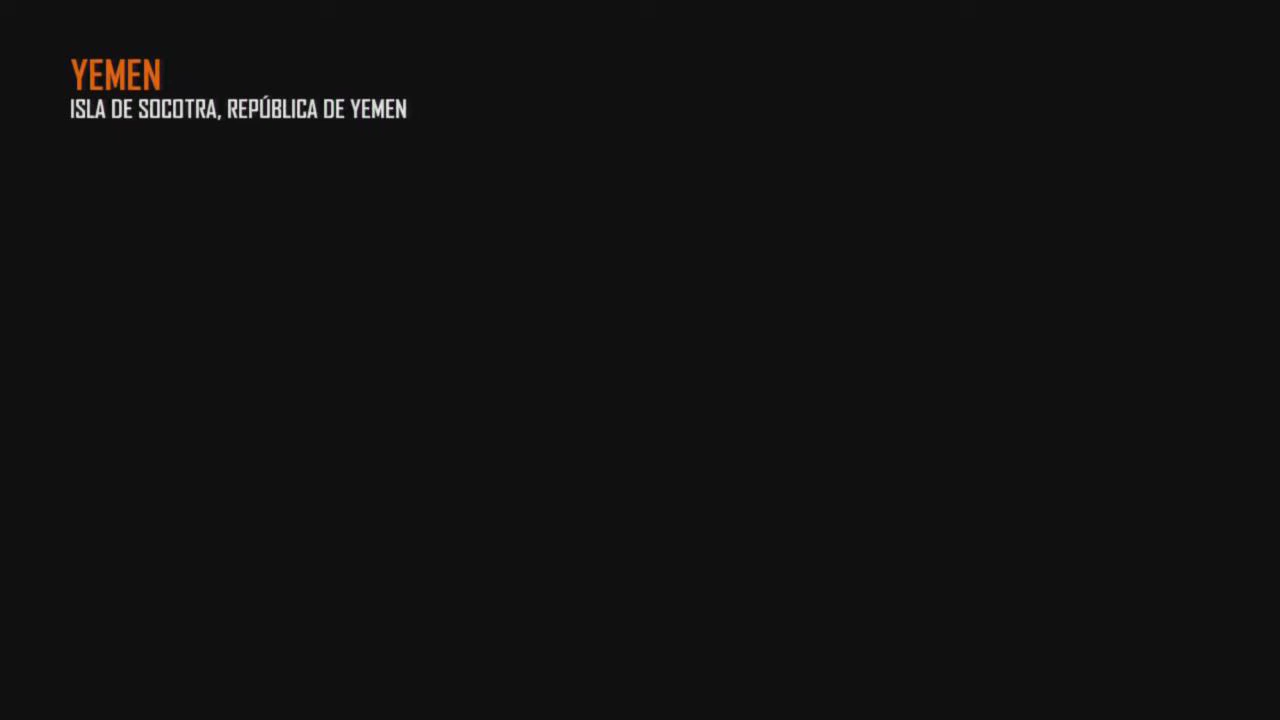 YEMEN
ISLA DE SOCOTRA, REPÚBLICA DE YEMEN